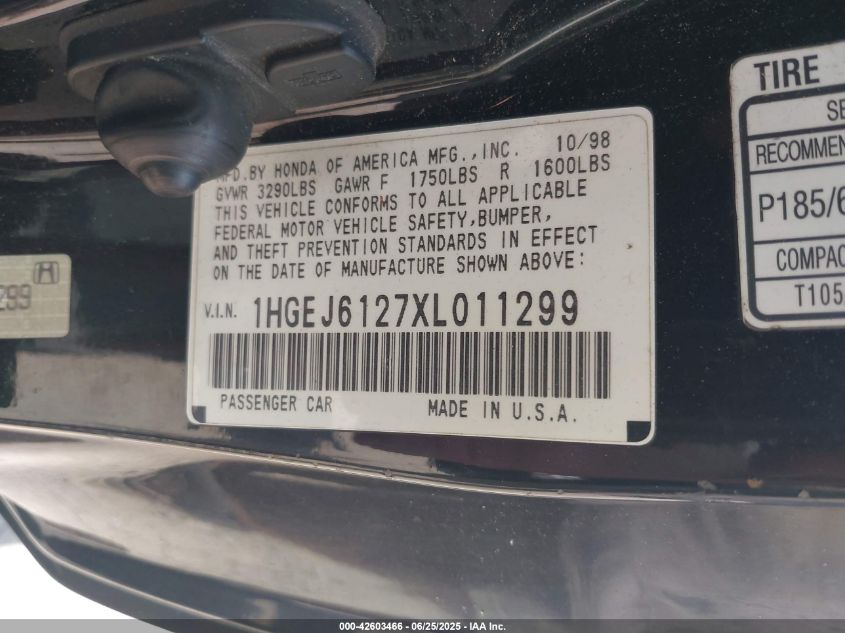 MFD.BY HONDA OF AMERICA MFG.,INC. 10/98
GVWR 3290LBS GAWR F 1750LBS R 1600LBS
THIS VEHICLE CONFORMS TO ALL APPLICABLE
FEDERAL MOTOR VEHICLE SAFETY,BUMPER,
AND THEFT PREVENTION STANDARDS IN EFFECT
ON THE DATE OF MANUFACTURE SHOWN ABOVE:
V.I.N. 1HGEJ6127XL011299
PASSENGER CAR MADE IN U.S.A.
299
TIRE
SE
RECOMMEN
P185/6
COMPAC
T105
000-42603466 - 06/25/2025 - IAA Inc.